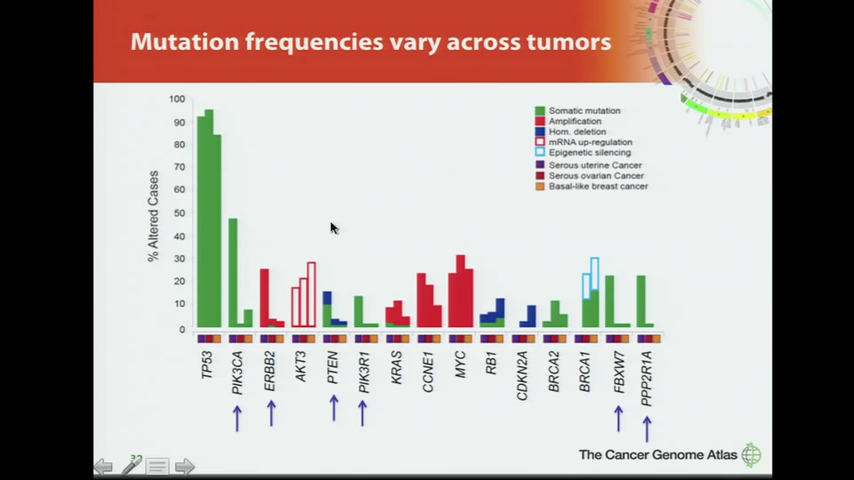 Mutation frequencies vary across tumors
100
90
80
70
60
50
40
30
20
10
0
% Altered Cases
Somatic mutation
Amplification
Hom. deletion
mRNA up-regulation
Epigenetic silencing
Serous uterine Cancer
Serous ovarian Cancer
Basal-like breast cancer
TP53
PIK3CA
ERBB2
AKT3
PTEN
PIK3R1
KRAS
CCNE1
MYC
RB1
CDKN2A
BRCA2
BRCA1
FBXW7
PPP2R1A
The Cancer Genome Atlas